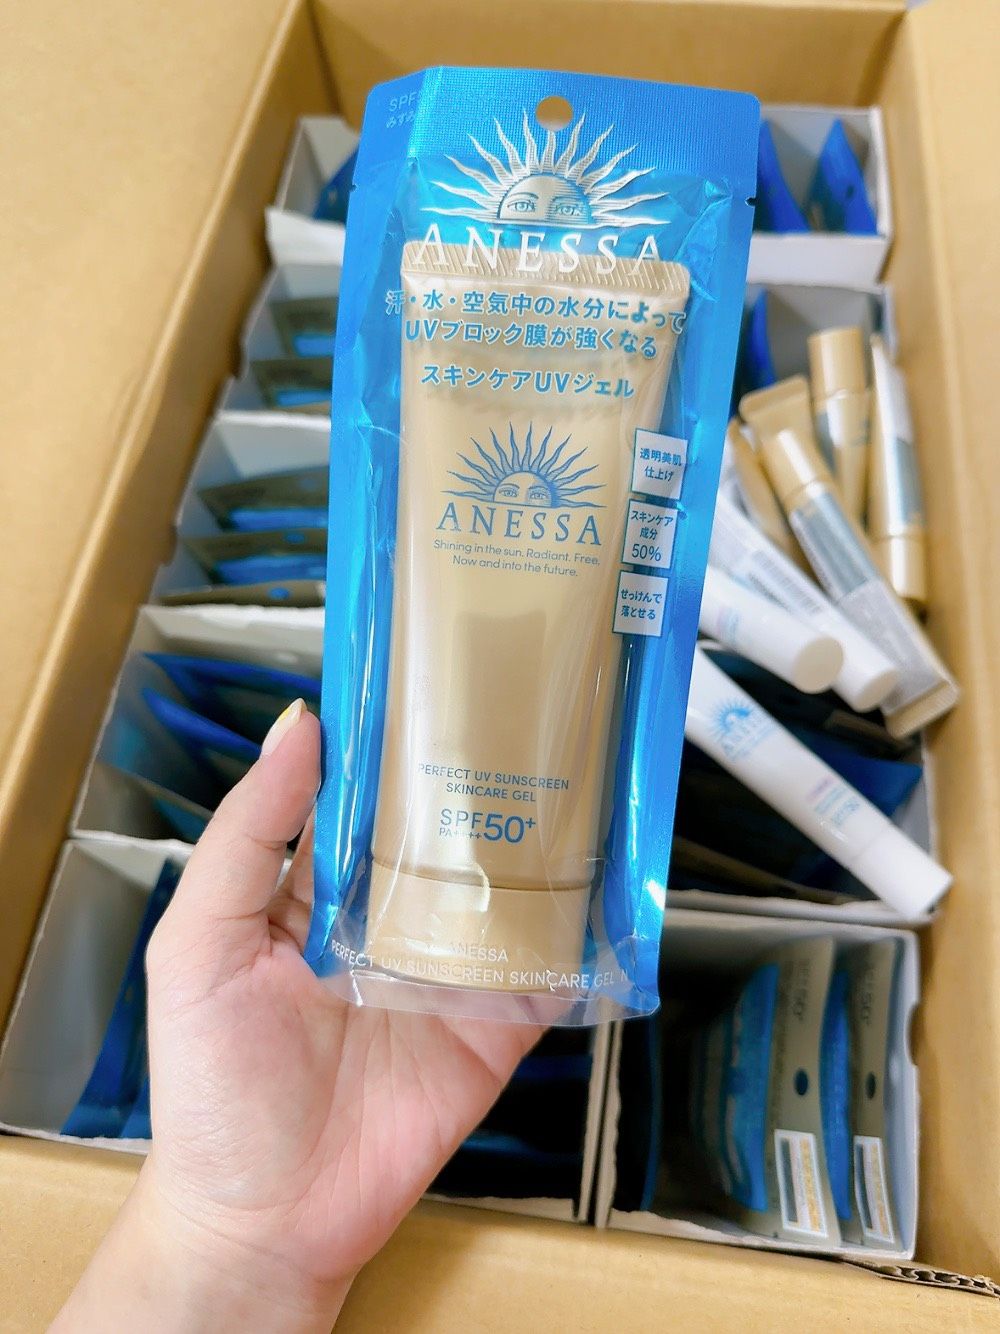 SPF
ANESSA
汗・水・空気中の水分によって
UVブロック膜が強くなる
スキンケアUVジェル
透明美肌
仕上げ
スキンケア
成分
50%
せっけんで
落とせる
ANESSA
Shining in the sun. Radiant. Free.
Now and into the future.
PERFECT UV SUNSCREEN
SKINCARE GEL
SPF50+
PA++++
ANESSA
PERFECT UV SUNSCREEN SKINCARE GEL N
ANESSA